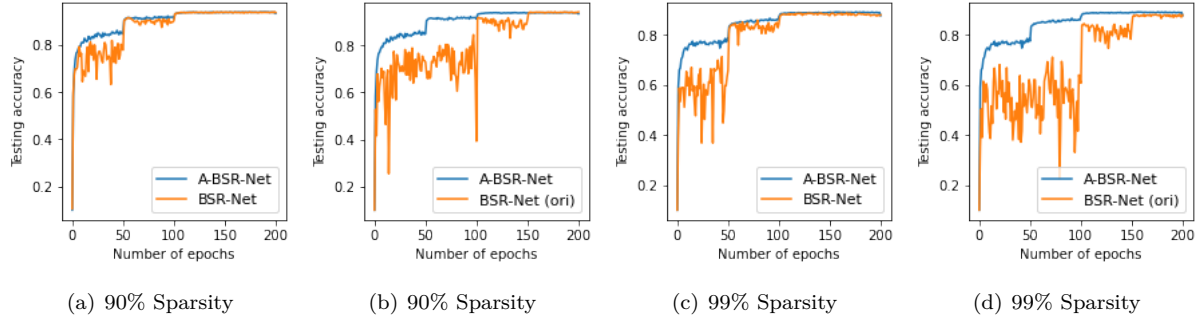 Testing accuracy
0.8
0.6
0.4
0.2
A-BSR-Net
BSR-Net
0 50 100 150 200
Number of epochs
(a) 90% Sparsity
Testing accuracy
0.8
0.6
0.4
0.2
A-BSR-Net
BSR-Net (ori)
0 50 100 150 200
Number of epochs
(b) 90% Sparsity
Testing accuracy
0.8
0.6
0.4
0.2
A-BSR-Net
BSR-Net
0 50 100 150 200
Number of epochs
(c) 99% Sparsity
Testing accuracy
0.8
0.6
0.4
0.2
A-BSR-Net
BSR-Net (ori)
0 50 100 150 200
Number of epochs
(d) 99% Sparsity